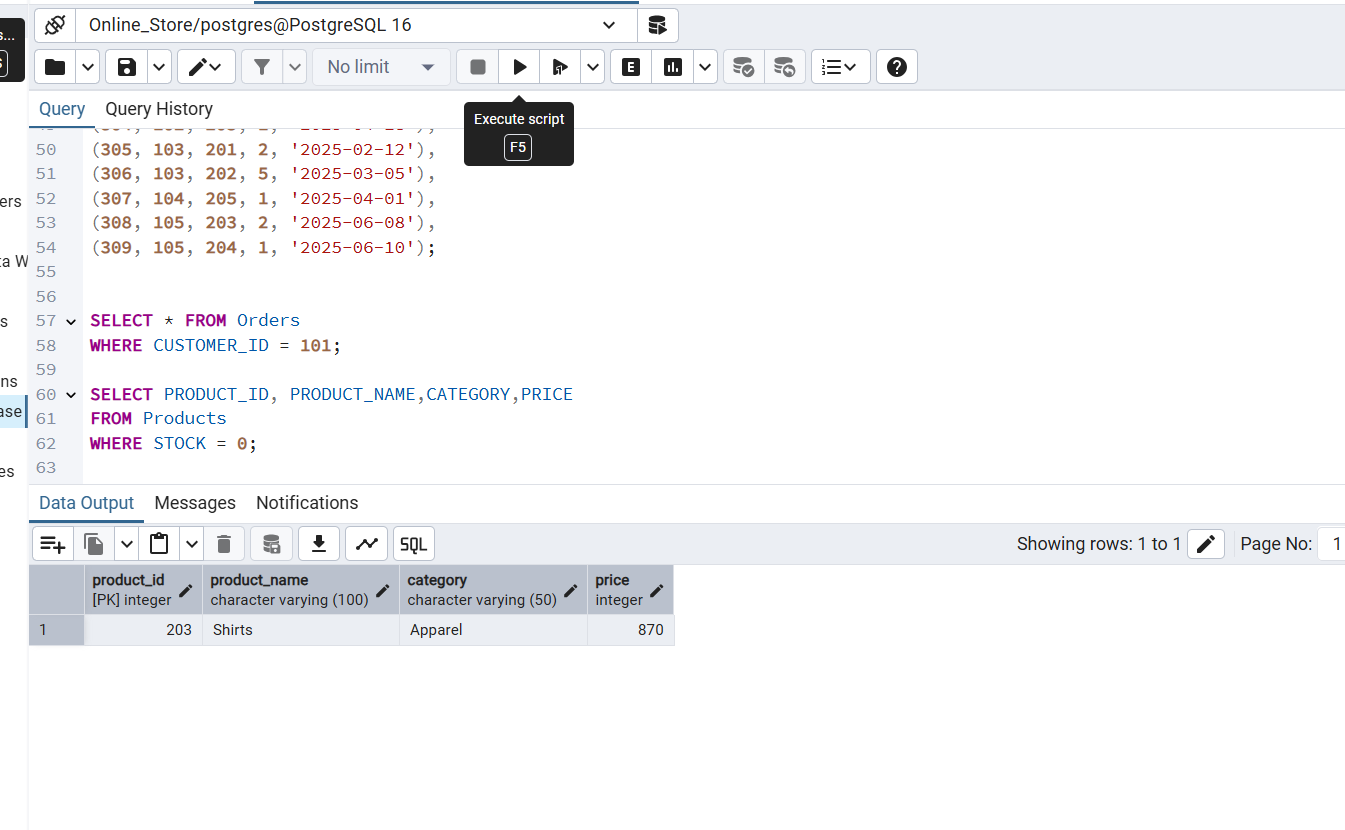 s...
Online_Store/postgres@PostgreSQL 16
No limit
Query Query History
Execute script
F5
50 (305, 103, 201, 2, '2025-02-12'),
51 (306, 103, 202, 5, '2025-03-05'),
52 (307, 104, 205, 1, '2025-04-01'),
53 (308, 105, 203, 2, '2025-06-08'),
54 (309, 105, 204, 1, '2025-06-10');
55
56
57 SELECT * FROM Orders
58 WHERE CUSTOMER_ID = 101;
59
60 SELECT PRODUCT_ID, PRODUCT_NAME,CATEGORY,PRICE
61 FROM Products
62 WHERE STOCK = 0;
63
ers
ta W
s
ns
ase
es
Data Output Messages Notifications
SQL
Showing rows: 1 to 1 Page No: 1
product_id product_name category price
[PK] integer character varying (100) character varying (50) integer
1 203 Shirts Apparel 870